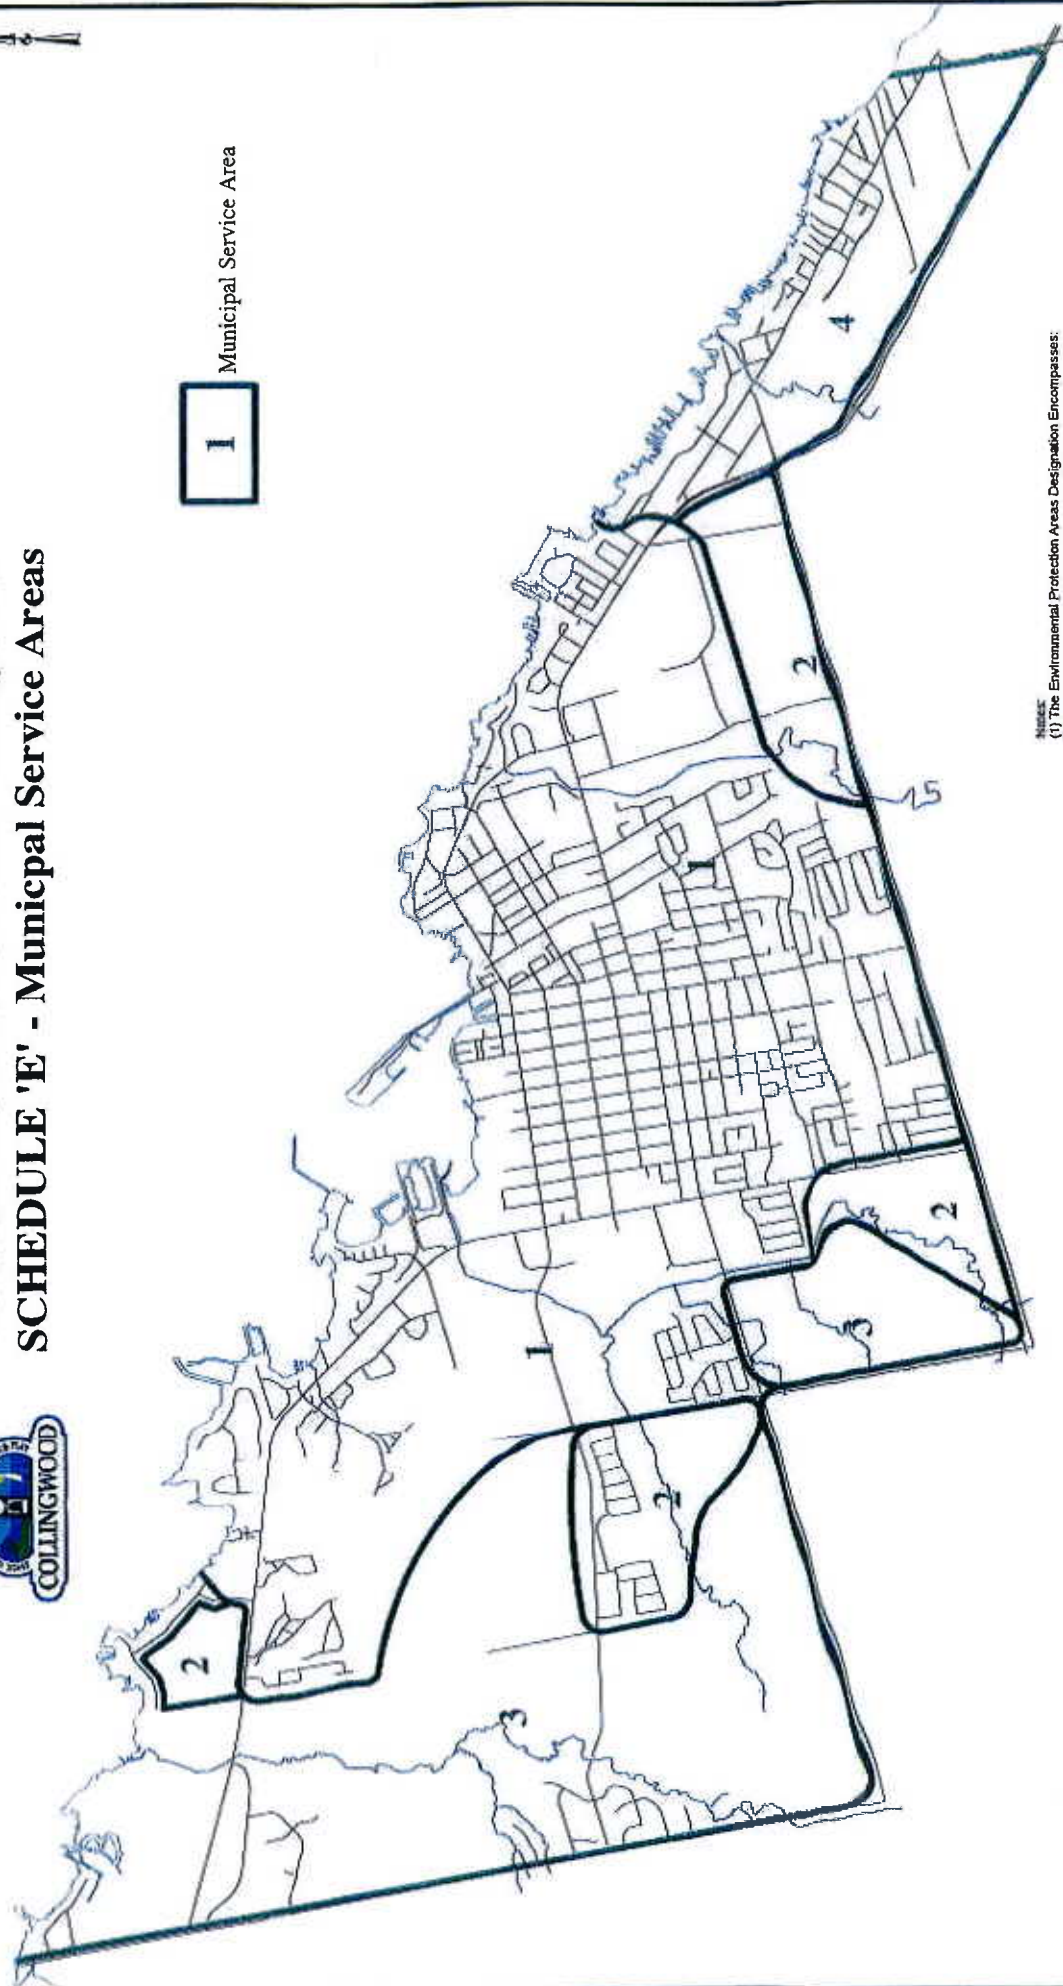 SCHEDULE 'E' - Municpal Service Areas
COLLINGWOOD
1
Municipal Service Area
2
3
1
2
3
2
1
2
4
15
Notes:
(1) The Environmental Protection Areas Designation Encompasses: